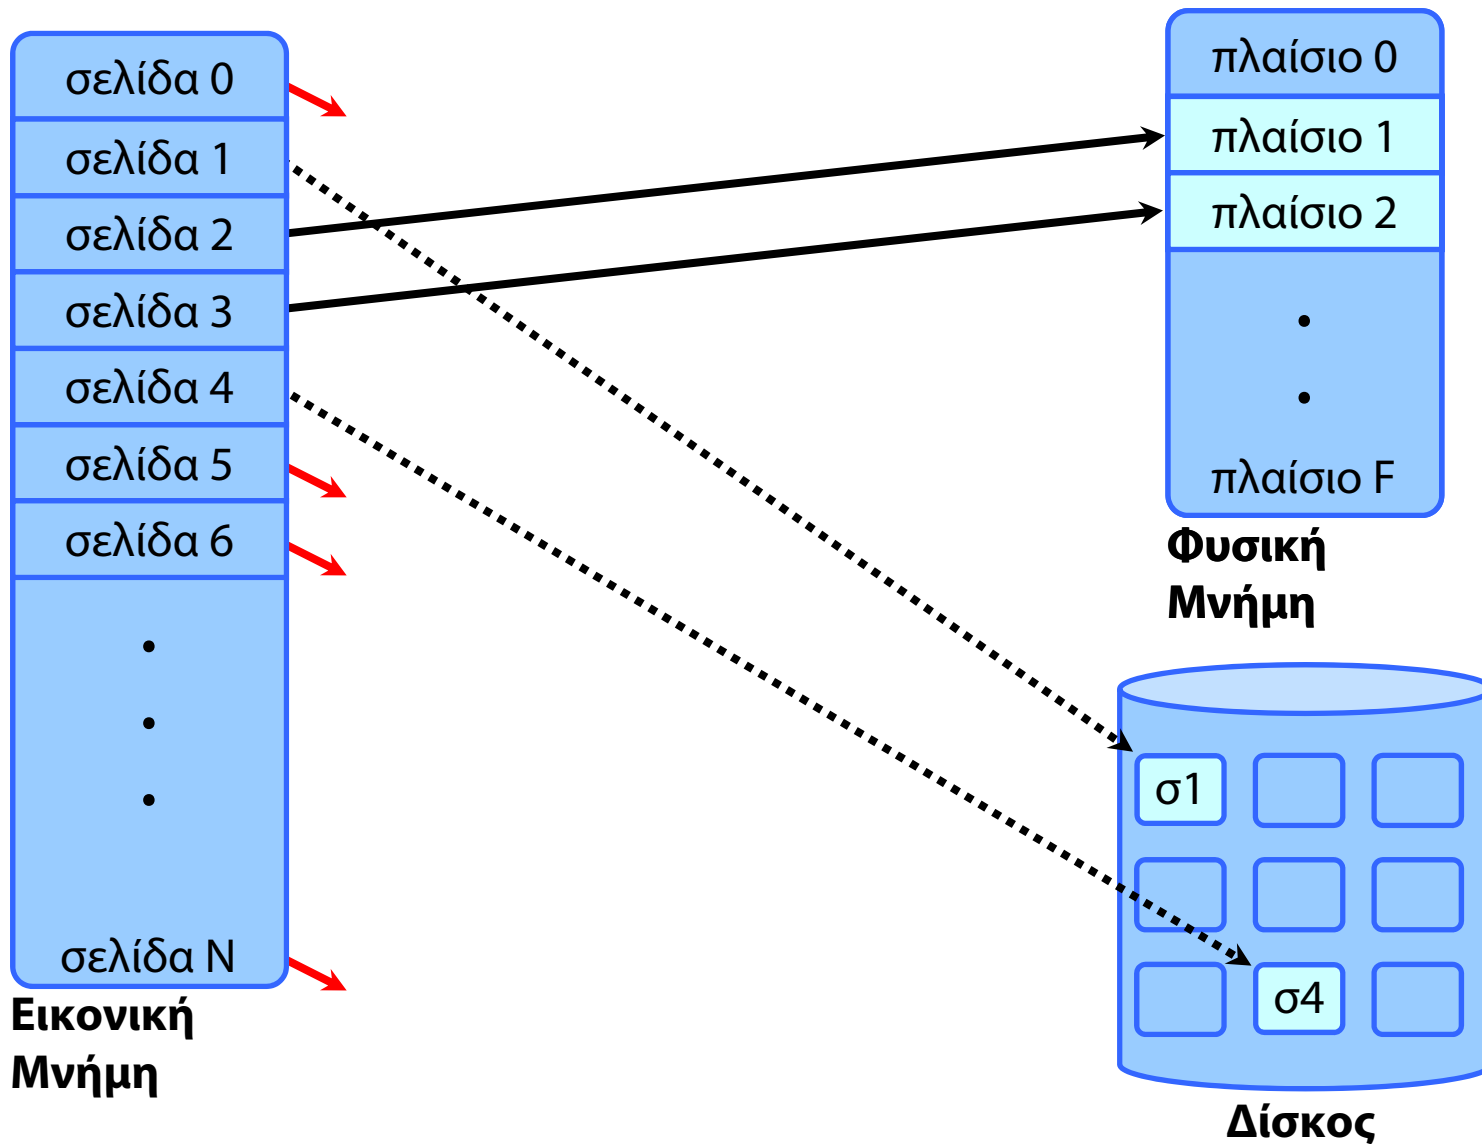 σελίδα 0
σελίδα 1
σελίδα 2
σελίδα 3
σελίδα 4
σελίδα 5
σελίδα 6
σελίδα N
Εικονική
Μνήμη
πλαίσιο 0
πλαίσιο 1
πλαίσιο 2
πλαίσιο F
Φυσική
Μνήμη
σ1
σ4
Δίσκος